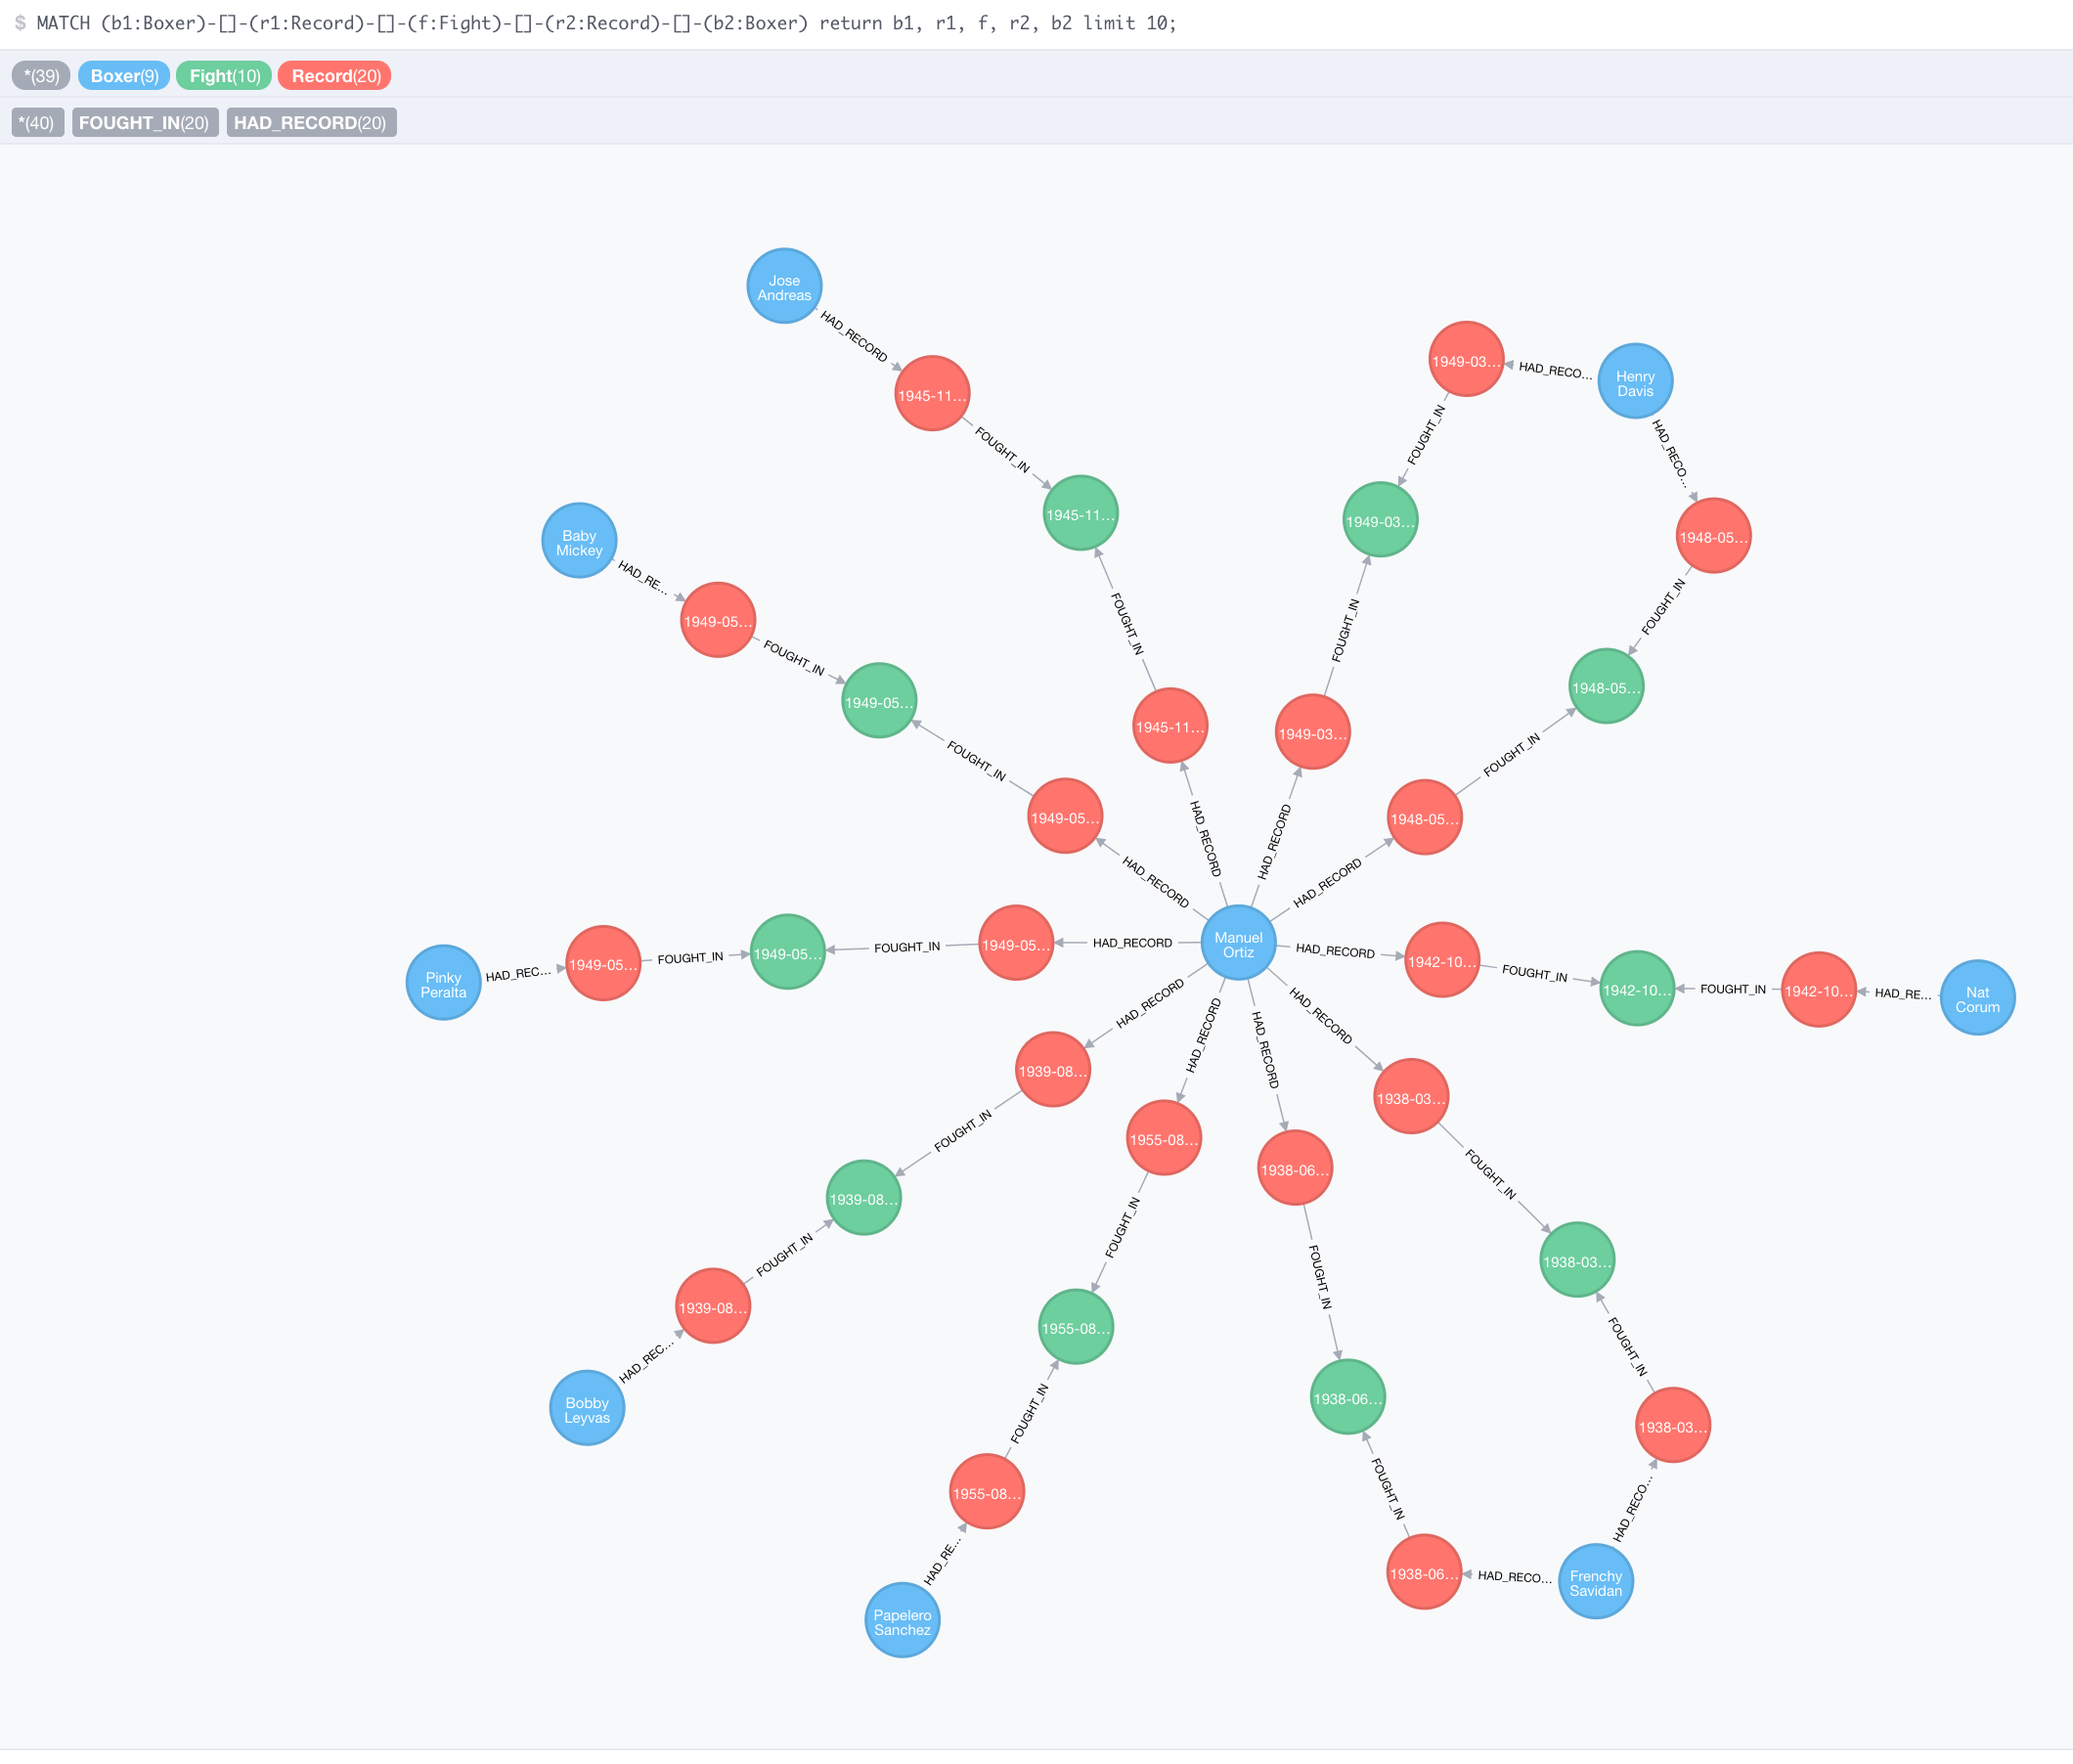 $ MATCH (b1:Boxer)-[]-(r1:Record)-[]-(f:Fight)-[]-(r2:Record)-[]-(b2:Boxer) return b1, r1, f, r2, b2 limit 10;
*(39) Boxer(9) Fight(10) Record(20)
*(40) FOUGHT_IN(20) HAD_RECORD(20)
Jose
Andreas
HAD_RECORD
1945-11...
FOUGHT_IN
1945-11...
FOUGHT_IN
1945-11...
HAD_RECORD
Henry
Davis
HAD_RECO...
1949-03...
FOUGHT_IN
1949-03...
FOUGHT_IN
1949-03...
HAD_RECORD
HAD_RECO...
1948-05...
FOUGHT_IN
1948-05...
FOUGHT_IN
1948-05...
HAD_RECORD
Baby
Mickey
HAD_RE...
1949-05...
FOUGHT_IN
1949-05...
FOUGHT_IN
1949-05...
HAD_RECORD
Pinky
Peralta
HAD_REC...
1949-05...
FOUGHT_IN
1949-05...
FOUGHT_IN
1949-05...
HAD_RECORD
Manuel
Ortiz
HAD_RECORD
1942-10...
FOUGHT_IN
1942-10...
FOUGHT_IN
1942-10...
HAD_RE...
Nat
Corum
HAD_RECORD
1939-08...
FOUGHT_IN
1939-08...
FOUGHT_IN
1939-08...
HAD_REC...
Bobby
Leyvas
HAD_RECORD
1955-08...
FOUGHT_IN
1955-08...
FOUGHT_IN
1955-08...
HAD_RE...
Papelero
Sanchez
HAD_RECORD
1938-06...
FOUGHT_IN
1938-06...
FOUGHT_IN
1938-06...
HAD_RECO...
HAD_RECORD
1938-03...
FOUGHT_IN
1938-03...
FOUGHT_IN
1938-03...
HAD_RECO...
Frenchy
Savidan